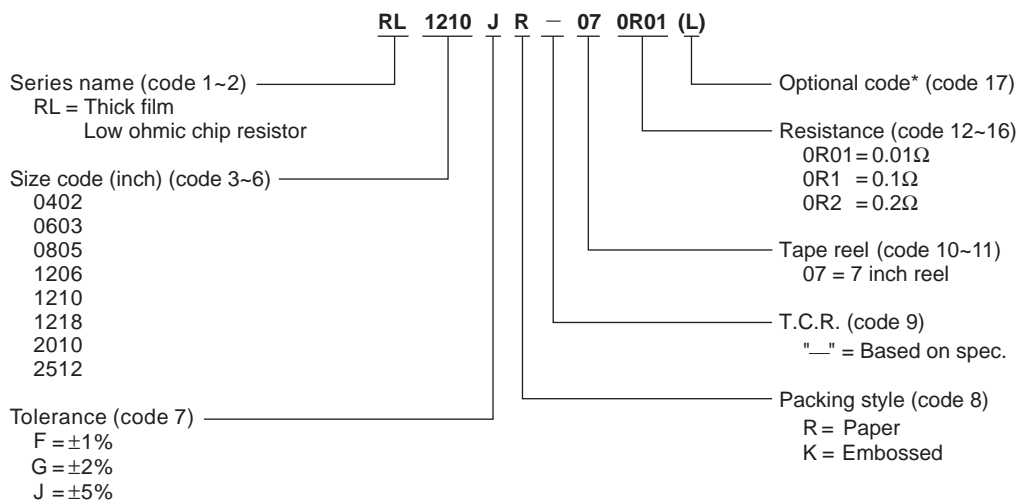 RL 1210 J R – 07 0R01 (L)
Series name (code 1~2)
RL = Thick film
Low ohmic chip resistor
Size code (inch) (code 3~6)
0402
0603
0805
1206
1210
1218
2010
2512
Tolerance (code 7)
F = ±1%
G = ±2%
J = ±5%
Optional code* (code 17)
Resistance (code 12~16)
0R01 = 0.01Ω
0R1 = 0.1Ω
0R2 = 0.2Ω
Tape reel (code 10~11)
07 = 7 inch reel
T.C.R. (code 9)
"—" = Based on spec.
Packing style (code 8)
R = Paper
K = Embossed